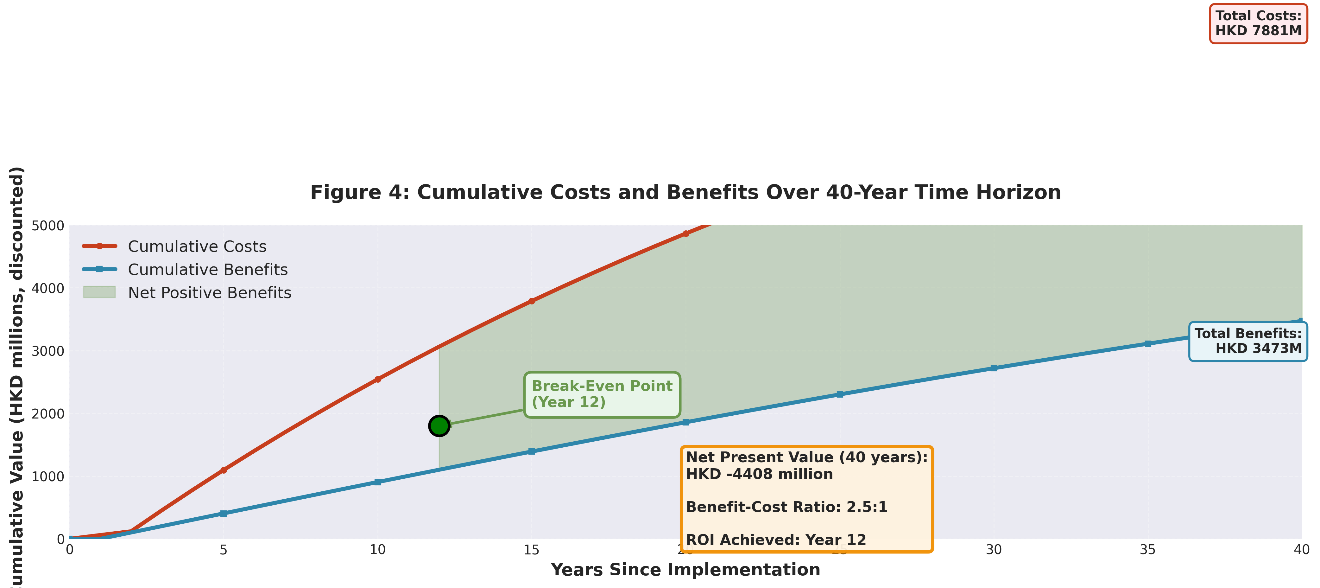 Total Costs:
HKD 7881M
Figure 4: Cumulative Costs and Benefits Over 40-Year Time Horizon
umulative Value (HKD millions, discounted)
5000
4000
3000
2000
1000
0
Cumulative Costs
Cumulative Benefits
Net Positive Benefits
Total Benefits:
HKD 3473M
Break-Even Point
(Year 12)
Net Present Value (40 years):
HKD -4408 million
Benefit-Cost Ratio: 2.5:1
ROI Achieved: Year 12
0
5
10
15
30
35
40
Years Since Implementation